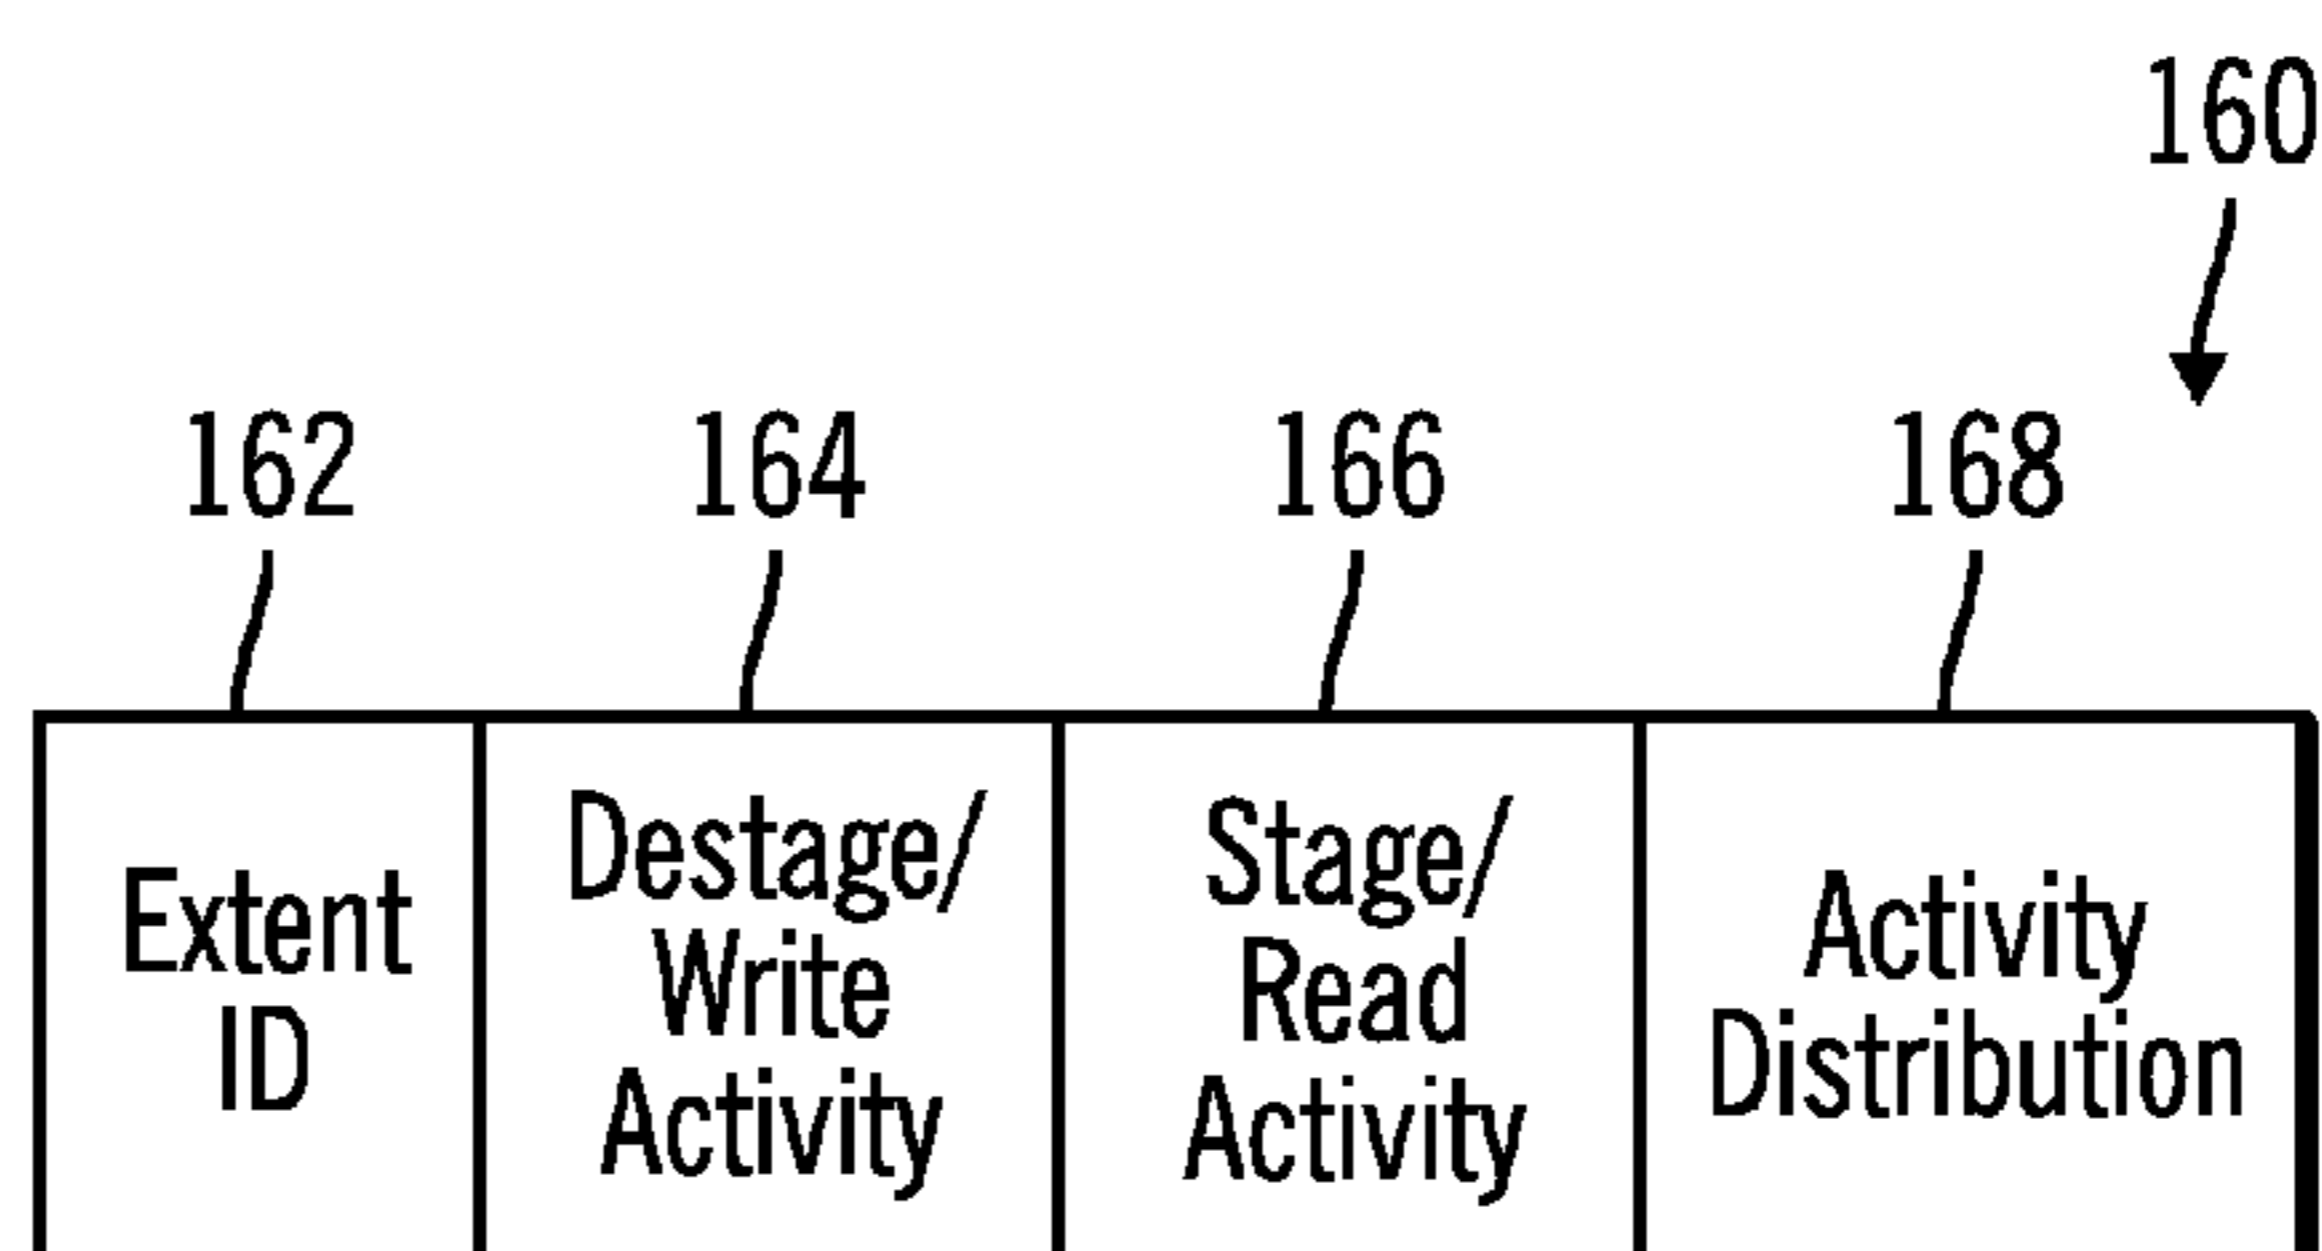 160
162 164 166 168
Extent
ID
Destage/
Write
Activity
Stage/
Read
Activity
Activity
Distribution